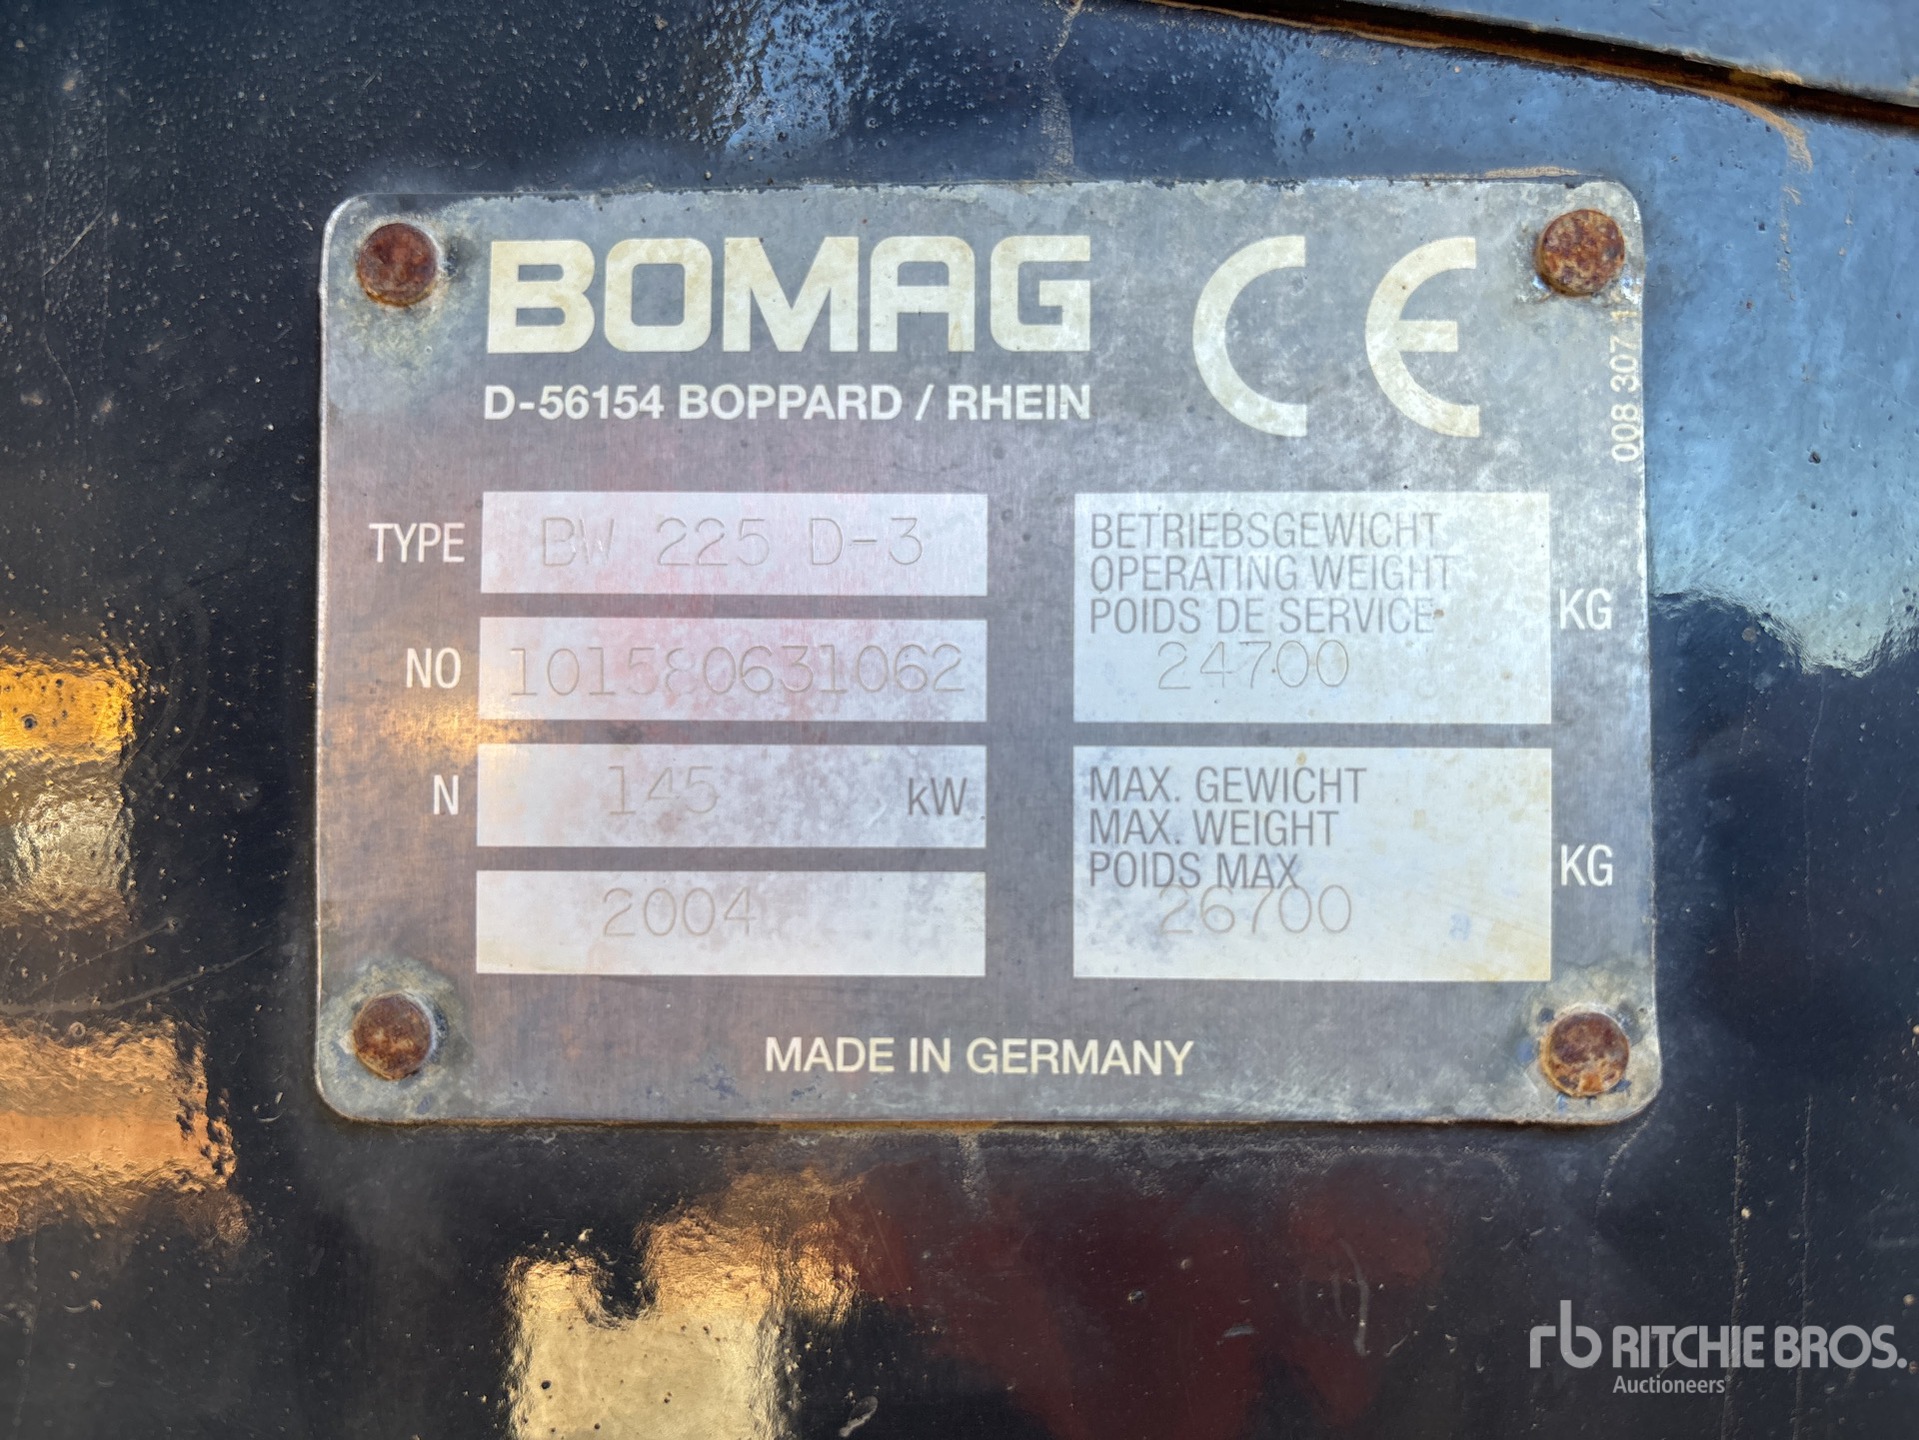 BOMAG
CE
D-56154 BOPPARD / RHEIN
TYPE BW 225 D-3
NO 101580631062
N 145 kW
2004
BETRIEBSGEWICHT
OPERATING WEIGHT
POIDS DE SERVICE
24700 KG
MAX. GEWICHT
MAX. WEIGHT
POIDS MAX
26700 KG
008 307 1
MADE IN GERMANY
rb RITCHIE BROS.
Auctioneers